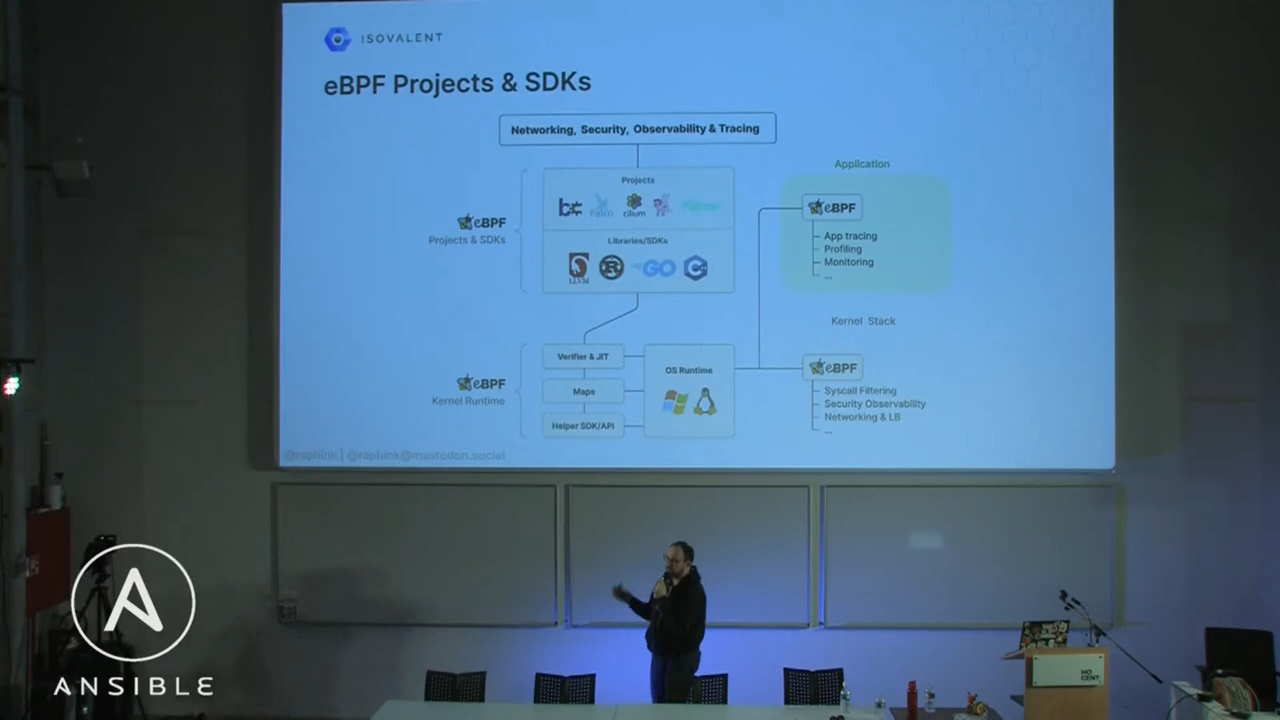 ISOVALENT
eBPF Projects & SDKs
Networking, Security, Observability & Tracing
Projects
Falco
cilium
eBPF
Projects & SDKs
Libraries/SDKs
LLVM
GO
Application
eBPF
App tracing
Profiling
Monitoring
...
Kernel Stack
eBPF
Kernel Runtime
Verifier & JIT
Maps
Helper SDK/API
OS Runtime
eBPF
Syscall Filtering
Security Observability
Networking & LB
...
@raphink | @raphink@mastodon.social
ANSIBLE
HO
GENT